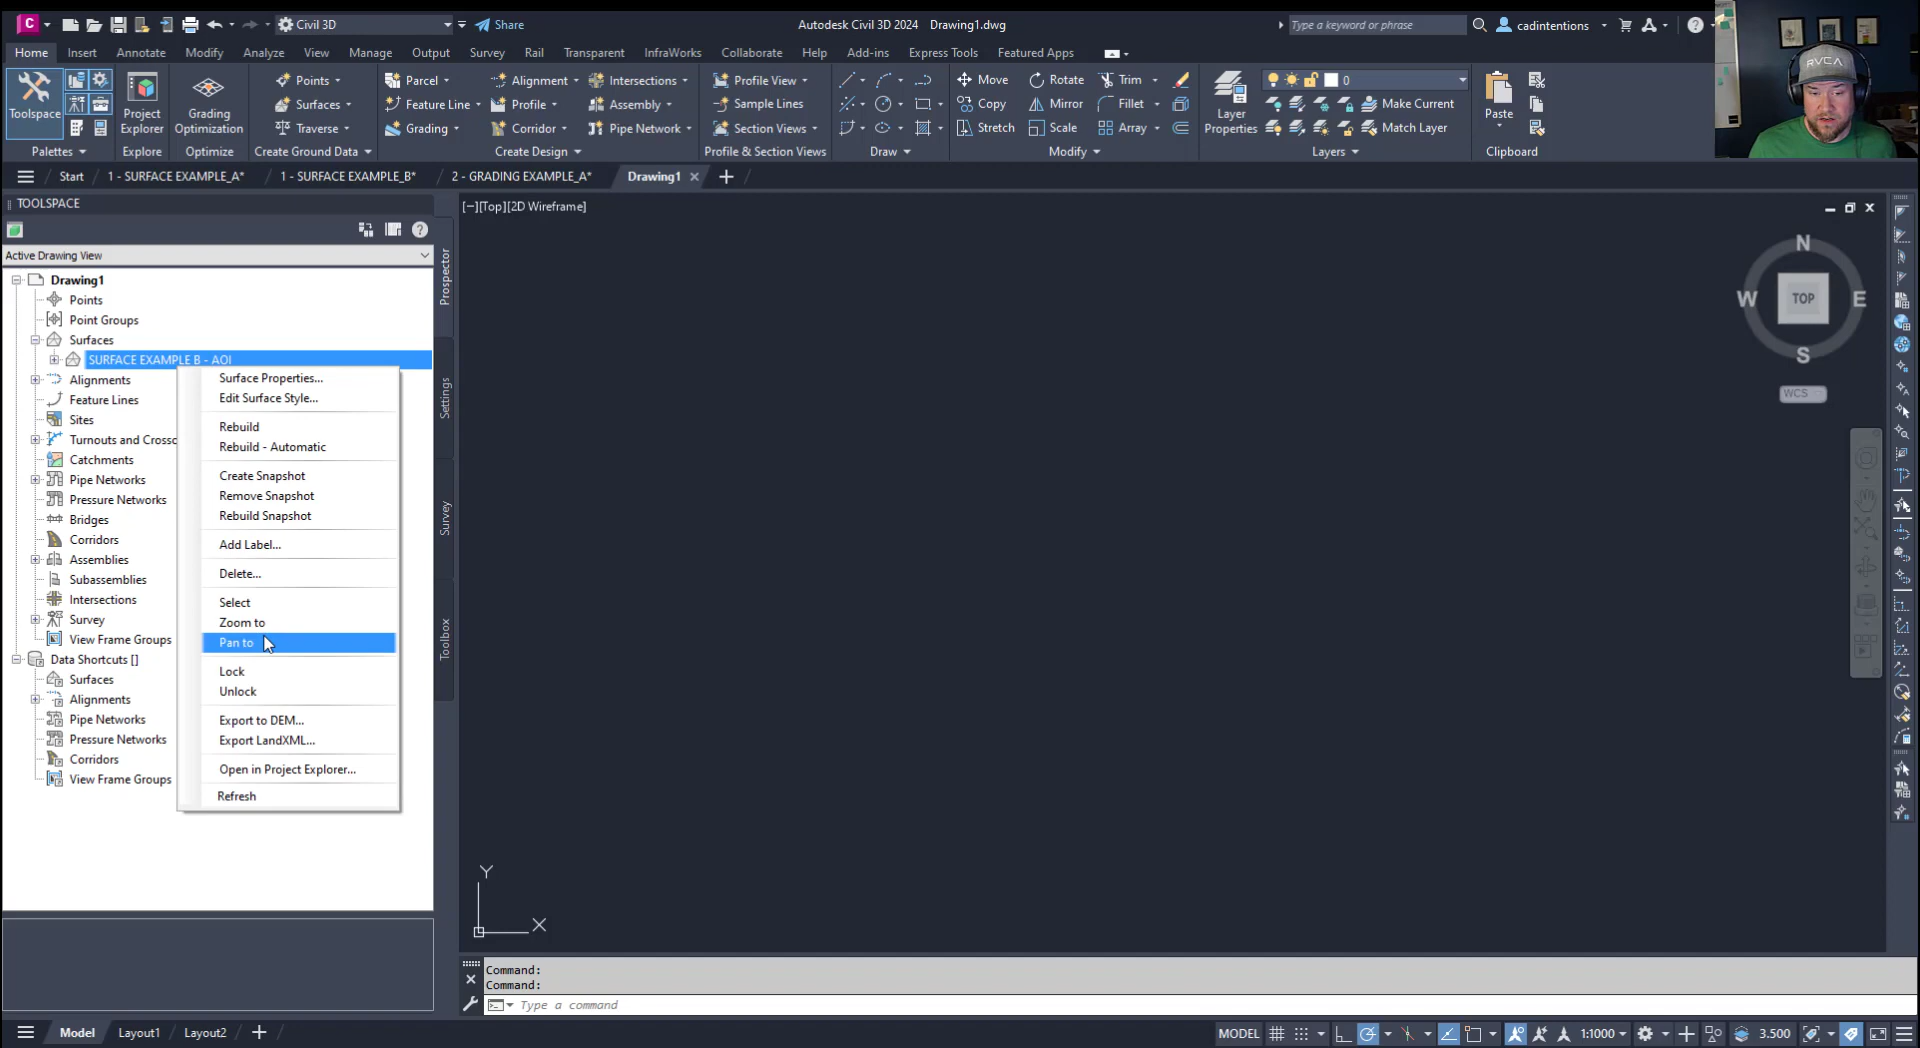 Civil 3D
Share
Autodesk Civil 3D 2024 Drawing1.dwg
Type a keyword or phrase
cadintentions
Home Insert Annotate Modify Analyze View Manage Output Survey Rail Transparent InfraWorks Collaborate Help Add-ins Express Tools Featured Apps
Toolspace
Palettes
Project
Explorer
Explore
Grading
Optimization
Optimize
Points
Surfaces
Traverse
Create Ground Data
Parcel
Feature Line
Grading
Alignment
Profile
Corridor
Intersections
Assembly
Pipe Network
Create Design
Profile View
Sample Lines
Section Views
Profile & Section Views
Draw
Move
Copy
Stretch
Rotate
Mirror
Scale
Trim
Fillet
Array
Modify
Layer
Properties
0
Make Current
Match Layer
Layers
Paste
Clipboard
RVCA
Start
1 - SURFACE EXAMPLE_A*
1 - SURFACE EXAMPLE_B*
2 - GRADING EXAMPLE_A*
Drawing1
TOOLSPACE
Active Drawing View
Drawing1
Points
Point Groups
Surfaces
SURFACE EXAMPLE B - AOI
Alignments
Feature Lines
Sites
Turnouts and Crosso
Catchments
Pipe Networks
Pressure Networks
Bridges
Corridors
Assemblies
Subassemblies
Intersections
Survey
View Frame Groups
Data Shortcuts []
Surfaces
Alignments
Pipe Networks
Pressure Networks
Corridors
View Frame Groups
Surface Properties...
Edit Surface Style...
Rebuild
Rebuild - Automatic
Create Snapshot
Remove Snapshot
Rebuild Snapshot
Add Label...
Delete...
Select
Zoom to
Pan to
Lock
Unlock
Export to DEM...
Export LandXML...
Open in Project Explorer...
Refresh
Prospector
Settings
Survey
Toolbox
[−][Top][2D Wireframe]
N
W TOP E
S
WCS
Y
X
Command:
Command:
Type a command
Model Layout1 Layout2
MODEL
1:1000
3.500